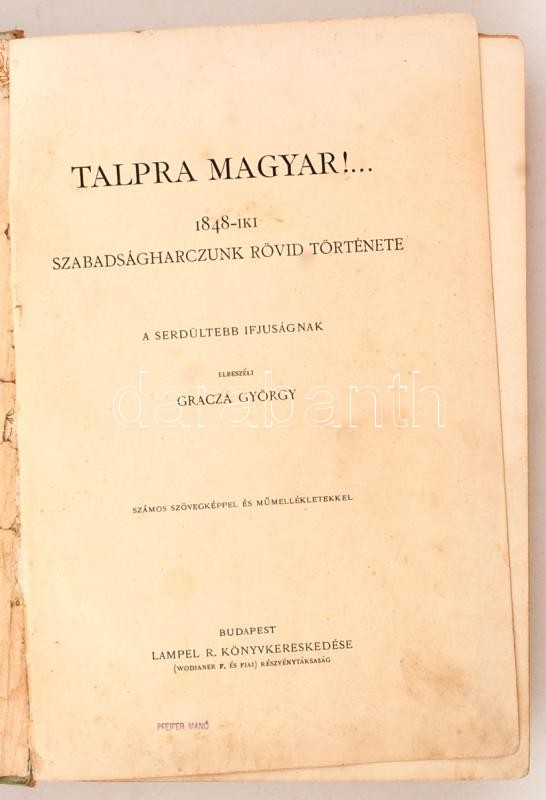 TALPRA MAGYAR!...
1848-IKI
SZABADSÁGHARCZUNK RÖVID TÖRTÉNETE
A SERDÜLTEBB IFJUSÁGNAK
ELBESZÉLI
GRACZA GYÖRGY
darabanth
SZÁMOS SZÖVEGKÉPPEL ÉS MŰMELLÉKLETEKKEL
BUDAPEST
LAMPEL R. KÖNYVKERESKEDÉSE
(WODIANER F. ÉS FIAI) RÉSZVÉNYTÁRSASÁG
PFEIFER MANÓ